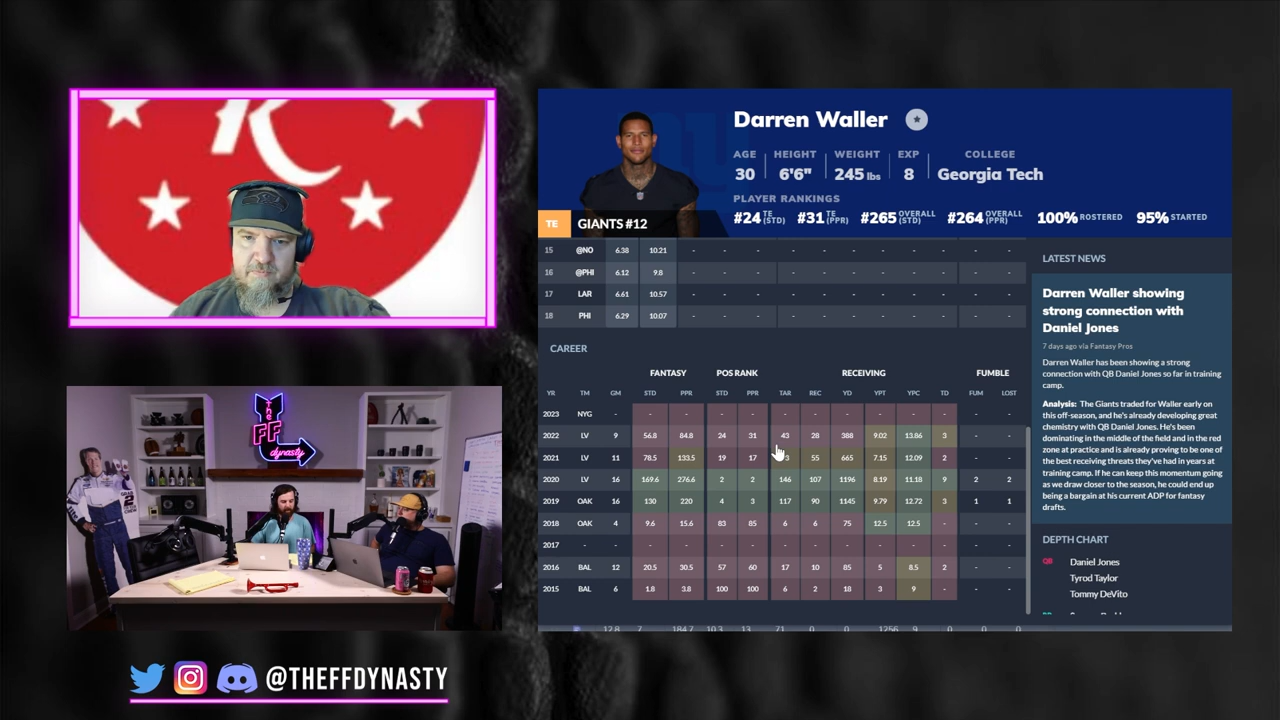 K
the
FF
dynasty
@THEFFDYNASTY
Darren Waller
AGE HEIGHT WEIGHT EXP COLLEGE
30 6'6" 245 lbs 8 Georgia Tech
PLAYER RANKINGS
#24 TE (STD) #31 TE (PPR) #265 OVERALL (STD) #264 OVERALL (PPR) 100% ROSTERED 95% STARTED
TE GIANTS #12
15 @NO 6.38 10.21 - - - - - - - - - - -
16 @PHI 6.12 9.8 - - - - - - - - - - -
17 LAR 6.61 10.57 - - - - - - - - - - -
18 PHI 6.29 10.07 - - - - - - - - - - -
CAREER
FANTASY POS RANK RECEIVING FUMBLE
YR TM GM STD PPR STD PPR TAR REC YD YPT YPC TD FUM LOST
2023 NYG - - - - - - - - - - - - -
2022 LV 9 56.8 84.8 24 31 43 28 388 9.02 13.86 3 - -
2021 LV 11 78.5 133.5 19 17 3 55 665 7.15 12.09 2 - -
2020 LV 16 169.6 276.6 2 2 146 107 1196 8.19 11.18 9 2 2
2019 OAK 16 130 220 4 3 117 90 1145 9.79 12.72 3 1 1
2018 OAK 4 9.6 15.6 83 85 6 6 75 12.5 12.5 - - -
2017 - - - - - - - - - - - - -
2016 BAL 12 20.5 30.5 57 60 17 10 85 5 8.5 2 - -
2015 BAL 6 1.8 3.8 100 100 6 2 18 3 9 - - -
LATEST NEWS
Darren Waller showing
strong connection with
Daniel Jones
7 days ago via Fantasy Pros
Darren Waller has been showing a strong
connection with QB Daniel Jones so far in training
camp.
Analysis: The Giants traded for Waller early on
this off-season, and he's already developing great
chemistry with QB Daniel Jones. He's been
dominating in the middle of the field and in the red
zone at practice and is already proving to be one of
the best receiving threats they've had in years at
training camp. If he can keep this momentum going
as we draw closer to the season, he could end up
being a bargain at his current ADP for fantasy
drafts.
DEPTH CHART
QB Daniel Jones
Tyrod Taylor
Tommy DeVito